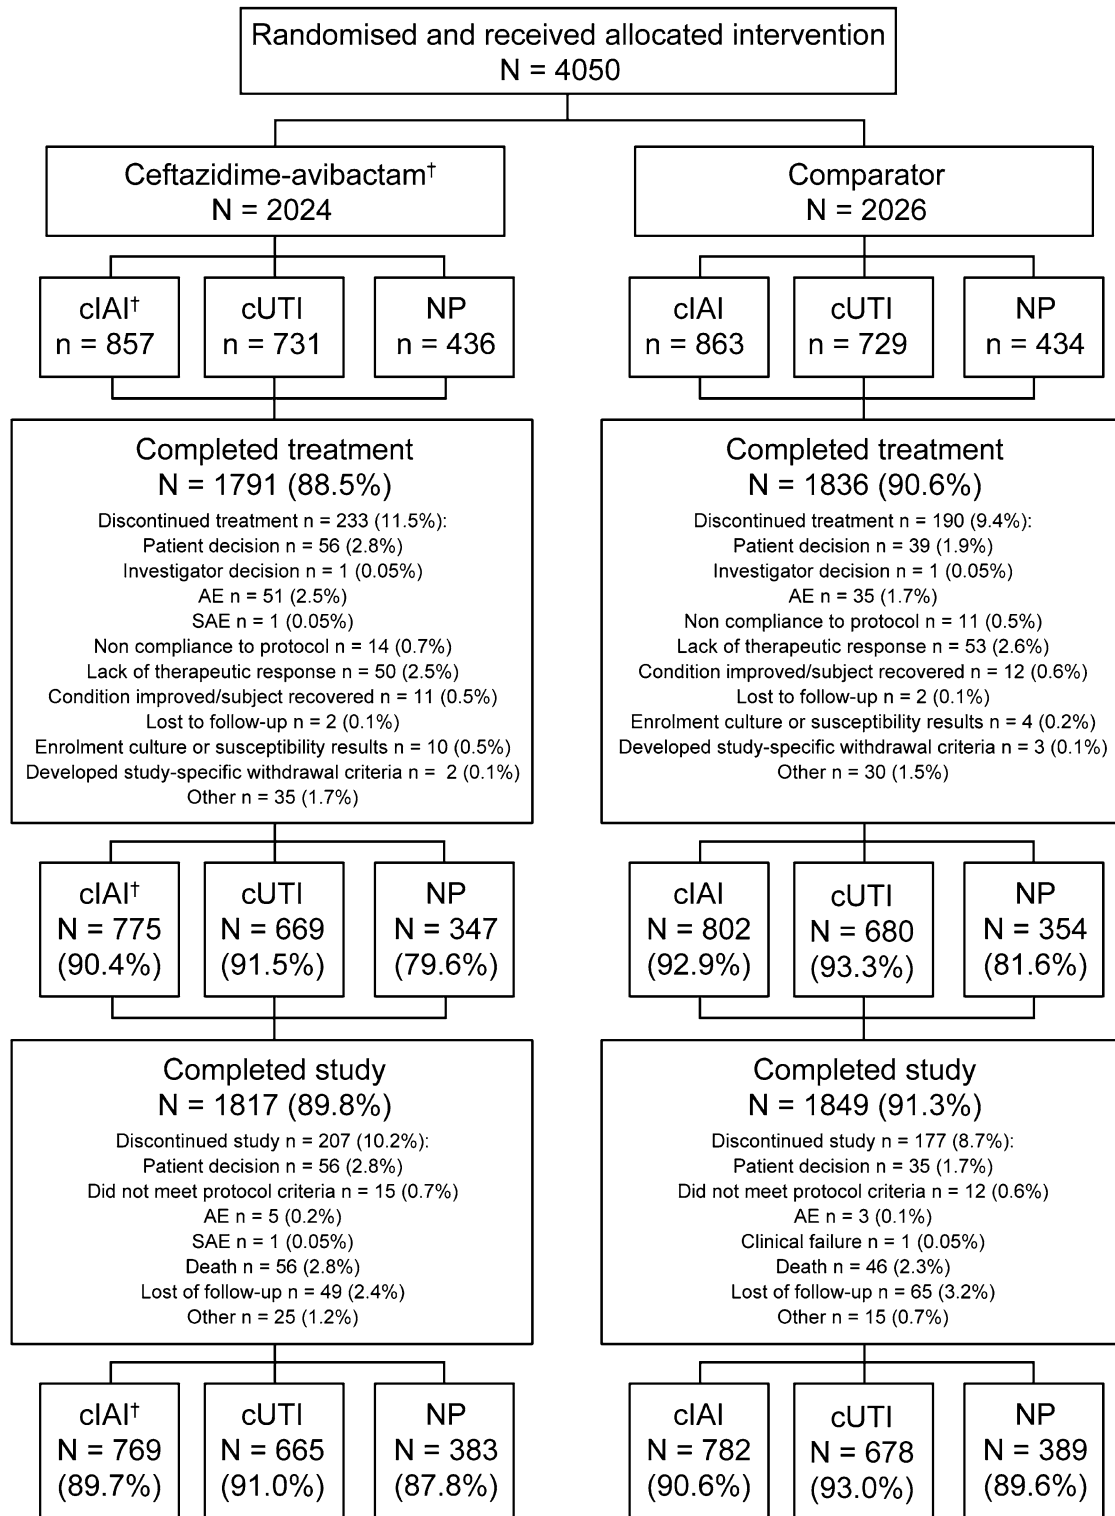 Randomised and received allocated intervention
N = 4050
Ceftazidime-avibactam†
N = 2024
Comparator
N = 2026
cIAI†
n = 857
cUTI
n = 731
NP
n = 436
cIAI
n = 863
cUTI
n = 729
NP
n = 434
Completed treatment
N = 1791 (88.5%)
Discontinued treatment n = 233 (11.5%):
Patient decision n = 56 (2.8%)
Investigator decision n = 1 (0.05%)
AE n = 51 (2.5%)
SAE n = 1 (0.05%)
Non compliance to protocol n = 14 (0.7%)
Lack of therapeutic response n = 50 (2.5%)
Condition improved/subject recovered n = 11 (0.5%)
Lost to follow-up n = 2 (0.1%)
Enrolment culture or susceptibility results n = 10 (0.5%)
Developed study-specific withdrawal criteria n =  2 (0.1%)
Other n = 35 (1.7%)
Completed treatment
N = 1836 (90.6%)
Discontinued treatment n = 190 (9.4%):
Patient decision n = 39 (1.9%)
Investigator decision n = 1 (0.05%)
AE n = 35 (1.7%)
Non compliance to protocol n = 11 (0.5%)
Lack of therapeutic response n = 53 (2.6%)
Condition improved/subject recovered n = 12 (0.6%)
Lost to follow-up n = 2 (0.1%)
Enrolment culture or susceptibility results n = 4 (0.2%)
Developed study-specific withdrawal criteria n = 3 (0.1%)
Other n = 30 (1.5%)
cIAI†
N = 775
(90.4%)
cUTI
N = 669
(91.5%)
NP
N = 347
(79.6%)
cIAI
N = 802
(92.9%)
cUTI
N = 680
(93.3%)
NP
N = 354
(81.6%)
Completed study
N = 1817 (89.8%)
Discontinued study n = 207 (10.2%):
Patient decision n = 56 (2.8%)
Did not meet protocol criteria n = 15 (0.7%)
AE n = 5 (0.2%)
SAE n = 1 (0.05%)
Death n = 56 (2.8%)
Lost of follow-up n = 49 (2.4%)
Other n = 25 (1.2%)
Completed study
N = 1849 (91.3%)
Discontinued study n = 177 (8.7%):
Patient decision n = 35 (1.7%)
Did not meet protocol criteria n = 12 (0.6%)
AE n = 3 (0.1%)
Clinical failure n = 1 (0.05%)
Death n = 46 (2.3%)
Lost of follow-up n = 65 (3.2%)
Other n = 15 (0.7%)
cIAI†
N = 769
(89.7%)
cUTI
N = 665
(91.0%)
NP
N = 383
(87.8%)
cIAI
N = 782
(90.6%)
cUTI
N = 678
(93.0%)
NP
N = 389
(89.6%)